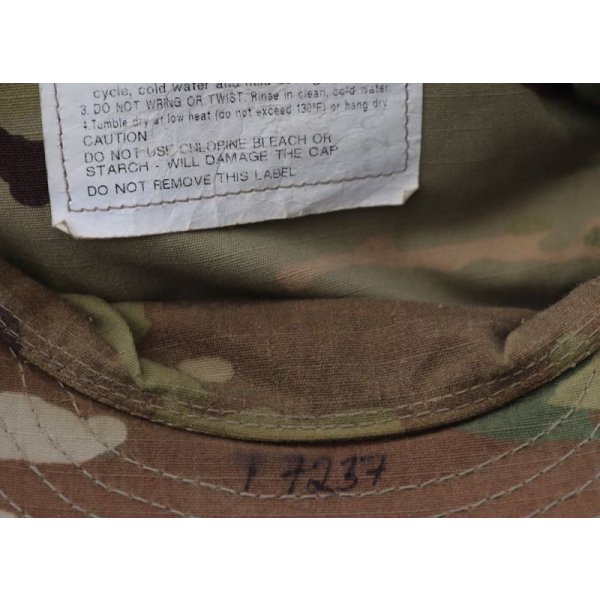 cycle, cold water and mild
3. DO NOT WRING OR TWIST. Rinse in clean, cold water.
4. Tumble dry at low heat (do not exceed 130°F) or hang dry
CAUTION
DO NOT USE CHLORINE BLEACH OR
STARCH - WILL DAMAGE THE CAP
DO NOT REMOVE THIS LABEL
T 7237